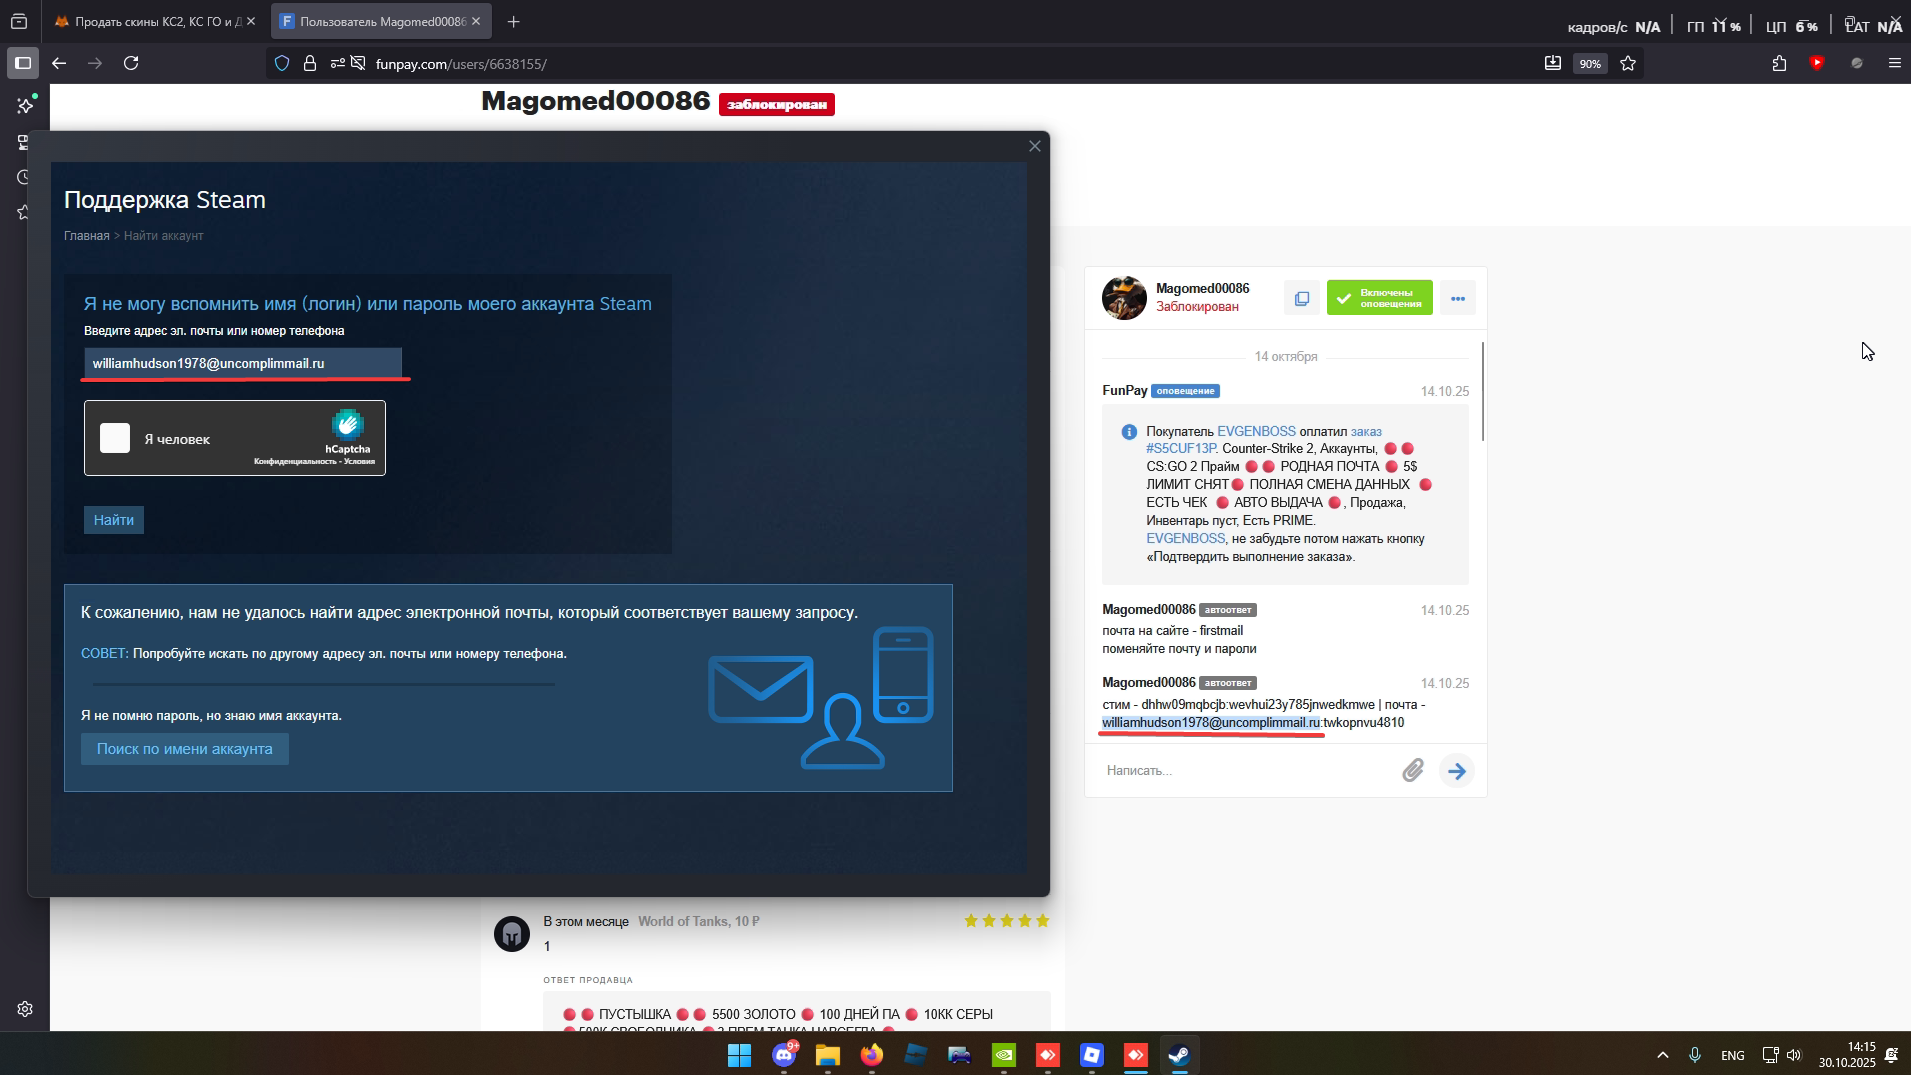 Продать скины КС2, КС ГО и Д
Пользователь Magomed00086
кадров/с N/A
ГП 11 %
ЦП 6 %
LAT N/A
funpay.com/users/6638155/
90%
Magomed00086 заблокирован
Поддержка Steam
Главная > Найти аккаунт
Я не могу вспомнить имя (логин) или пароль моего аккаунта Steam
Введите адрес эл. почты или номер телефона
williamhudson1978@uncomplimmail.ru
Я человек
hCaptcha
Конфиденциальность - Условия
Найти
К сожалению, нам не удалось найти адрес электронной почты, который соответствует вашему запросу.
СОВЕТ: Попробуйте искать по другому адресу эл. почты или номеру телефона.
Я не помню пароль, но знаю имя аккаунта.
Поиск по имени аккаунта
Magomed00086
Заблокирован
Включены
оповещения
14 октября
FunPay оповещение 14.10.25
Покупатель EVGENBOSS оплатил заказ
#S5CUF13P. Counter-Strike 2, Аккаунты, 🔴🔴
CS:GO 2 Прайм 🔴🔴 РОДНАЯ ПОЧТА 🔴 5$
ЛИМИТ СНЯТ🔴 ПОЛНАЯ СМЕНА ДАННЫХ 🔴
ЕСТЬ ЧЕК 🔴 АВТО ВЫДАЧА 🔴, Продажа,
Инвентарь пуст, Есть PRIME.
EVGENBOSS, не забудьте потом нажать кнопку
«Подтвердить выполнение заказа».
Magomed00086 автоответ 14.10.25
почта на сайте - firstmail
поменяйте почту и пароли
Magomed00086 автоответ 14.10.25
стим - dhhw09mqbcjb:wevhui23y785jnwedkmwe | почта -
williamhudson1978@uncomplimmail.ru:twkopnvu4810
Написать...
В этом месяце World of Tanks, 10 ₽
1
ОТВЕТ ПРОДАВЦА
🔴🔴 ПУСТЫШКА 🔴🔴 5500 ЗОЛОТО 🔴 100 ДНЕЙ ПА 🔴 10КК СЕРЫ
🔴500К СВОБОДНИКА 🔴3 ПРЕМ ТАНКА НАВСЕГДА 🔴
9+
ENG
14:15
30.10.2025